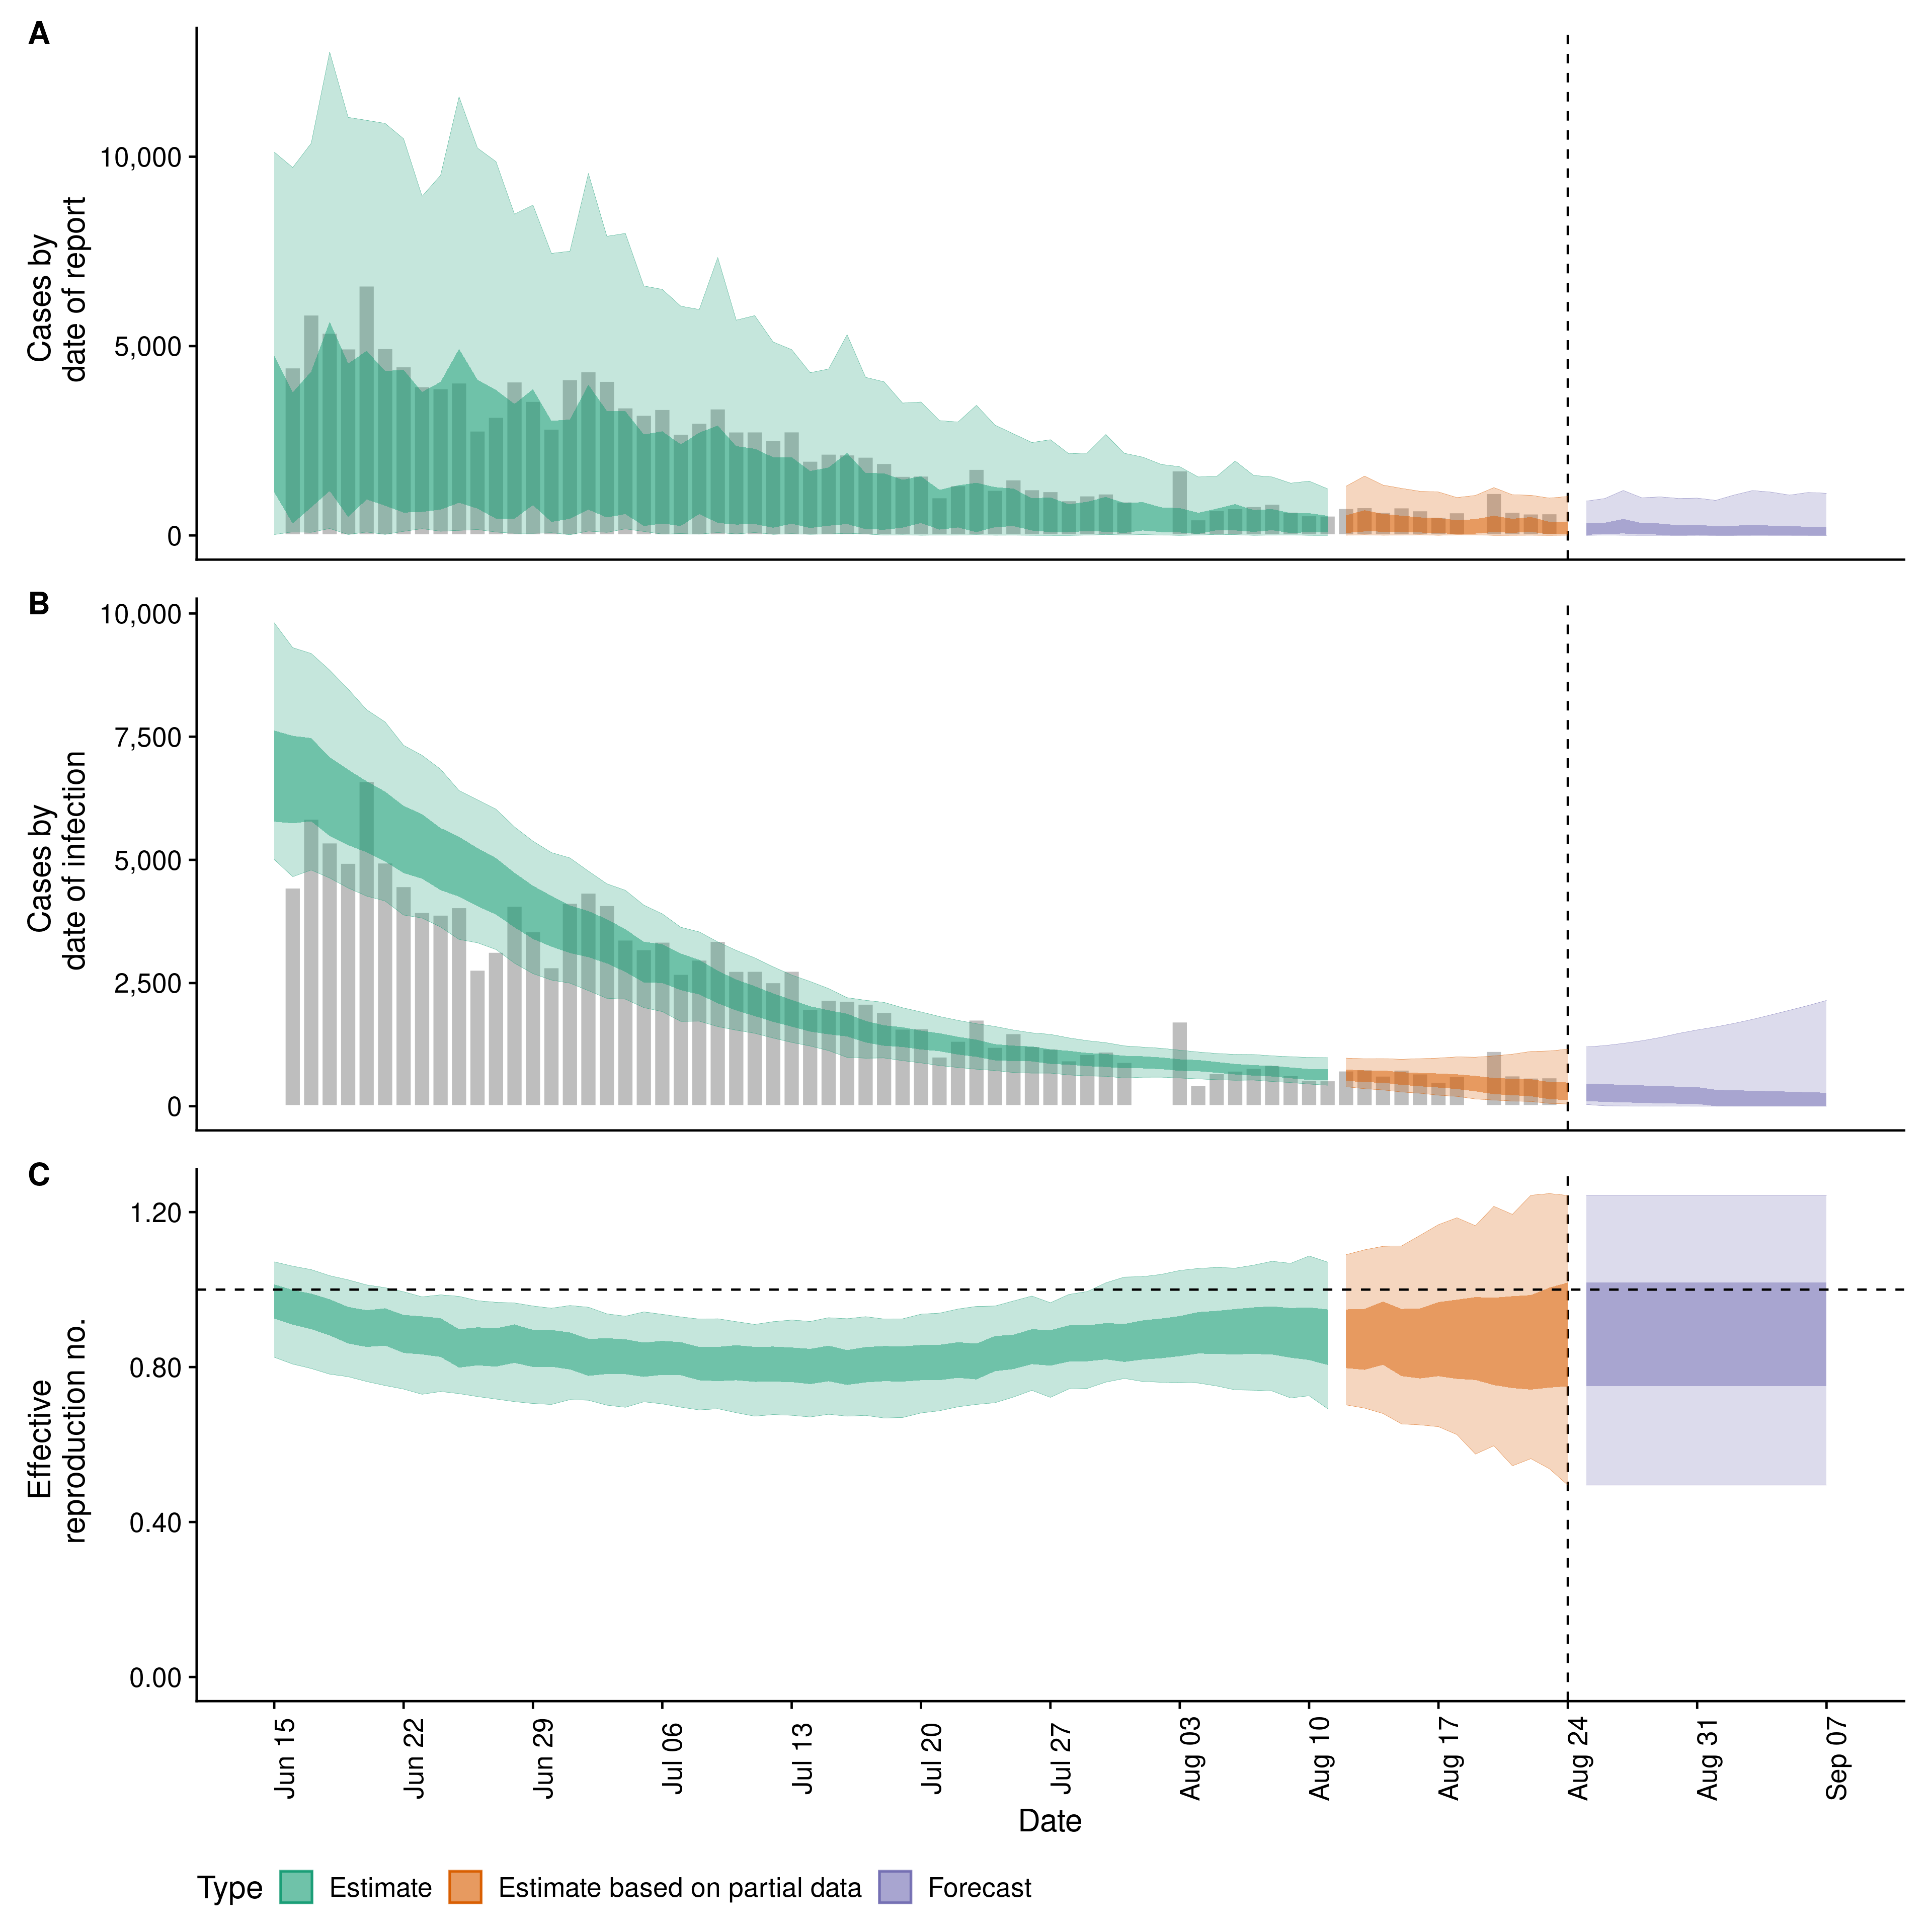 A
Cases by
date of report
10,000
5,000
0
B
Cases by
date of infection
10,000
7,500
5,000
2,500
0
C
Effective
reproduction no.
1.20
0.80
0.40
0.00
Jun 15
Jun 22
Jun 29
Jul 06
Jul 13
Jul 20
Jul 27
Aug 03
Aug 10
Aug 17
Aug 24
Aug 31
Sep 07
Date
Type Estimate Estimate based on partial data Forecast